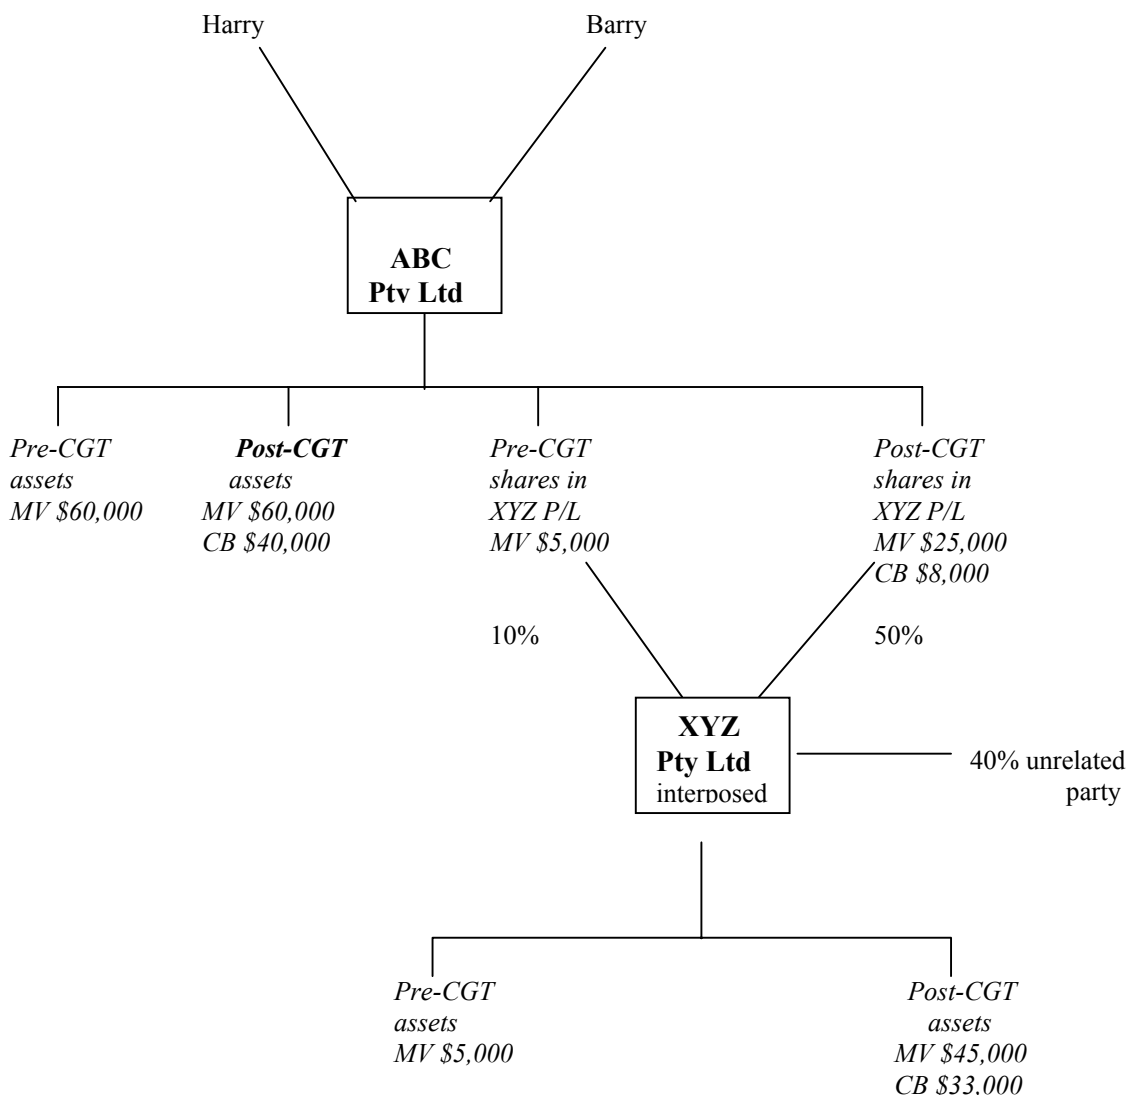 Harry
Barry
ABC
Pty Ltd
Pre-CGT
assets
MV $60,000
Post-CGT
assets
MV $60,000
CB $40,000
Pre-CGT
shares in
XYZ P/L
MV $5,000
Post-CGT
shares in
XYZ P/L
MV $25,000
CB $8,000
10%
50%
XYZ
Pty Ltd
interposed
40% unrelated
party
Pre-CGT
assets
MV $5,000
Post-CGT
assets
MV $45,000
CB $33,000